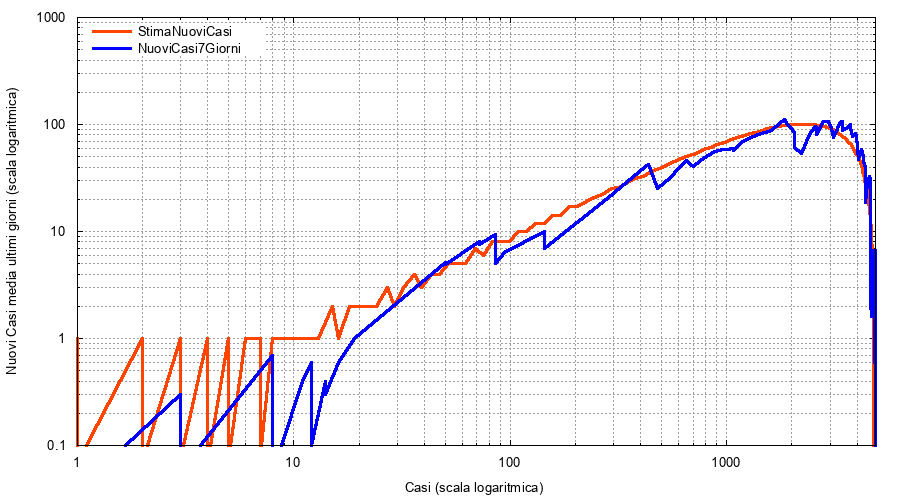 StimaNuoviCasi
NuoviCasi7Giorni
1000
100
10
1
0.1
1
10
100
1000
Nuovi Casi media ultimi giorni (scala logaritmica)
Casi (scala logaritmica)